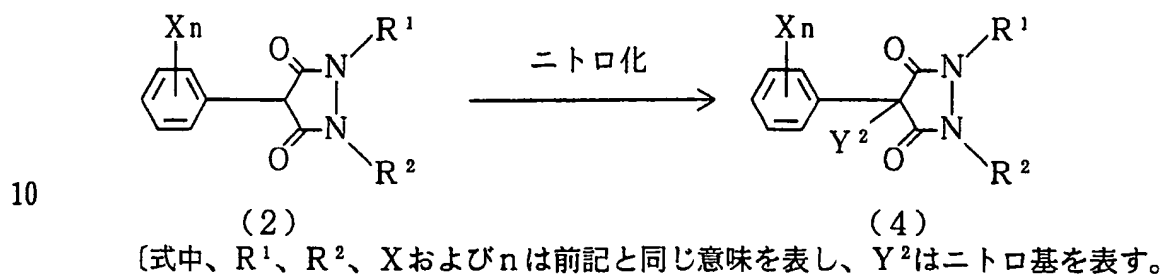 Xn
O
N
R¹
N
R²
O
ニトロ化
Xn
O
N
R¹
Y²
N
R²
O
10
(2)
(4)
〔式中、R¹、R²、Xおよびnは前記と同じ意味を表し、Y²はニトロ基を表す。